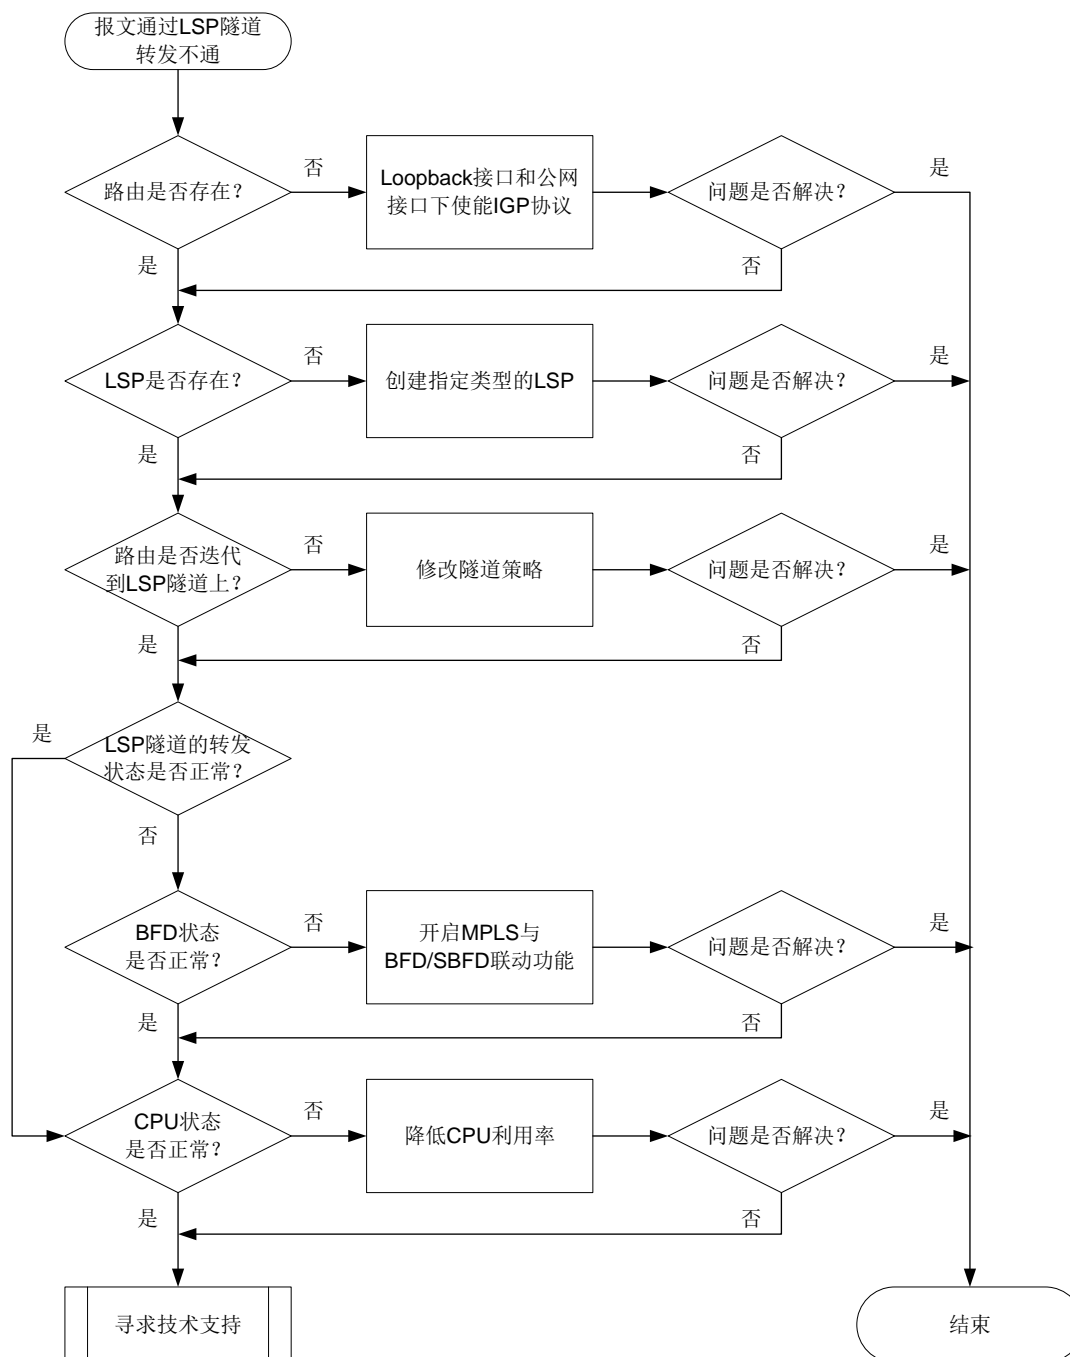 报文通过LSP隧道
转发不通
路由是否存在？
否
Loopback接口和公网
接口下使能IGP协议
问题是否解决？
是
是
否
LSP是否存在？
否
创建指定类型的LSP
问题是否解决？
是
是
否
路由是否迭代
到LSP隧道上？
否
修改隧道策略
问题是否解决？
是
是
否
是
LSP隧道的转发
状态是否正常？
否
BFD状态
是否正常？
否
开启MPLS与
BFD/SBFD联动功能
问题是否解决？
是
是
否
CPU状态
是否正常？
否
降低CPU利用率
问题是否解决？
是
是
否
寻求技术支持
结束